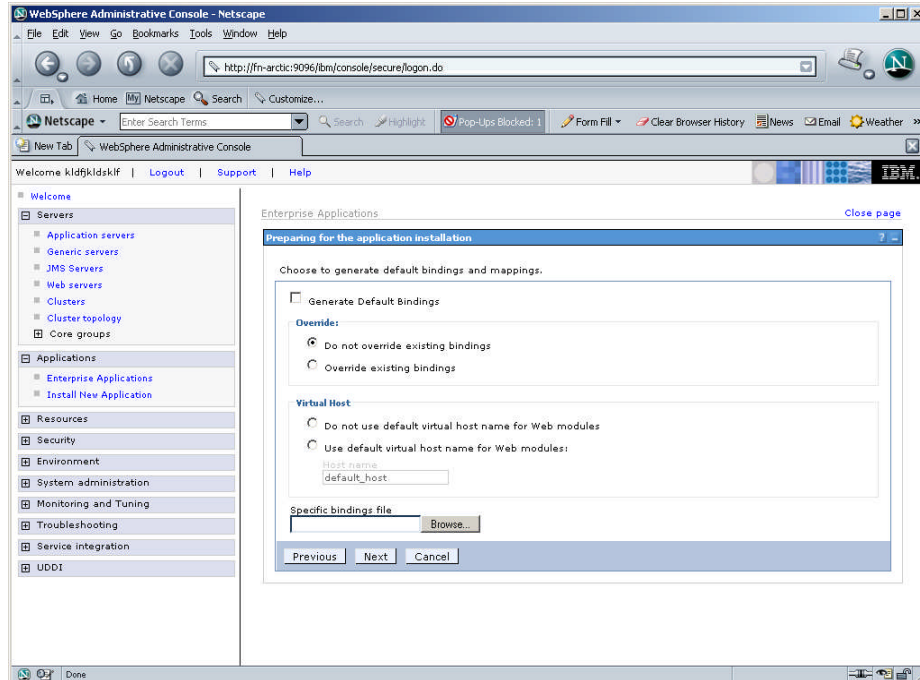 WebSphere Administrative Console - Netscape
File Edit View Go Bookmarks Tools Window Help
http://fn-arctic:9096/ibm/console/secure/logon.do
Home My Netscape Search Customize...
Netscape Enter Search Terms Search Highlight Pop-Ups Blocked: 1 Form Fill Clear Browser History News Email Weather »
New Tab WebSphere Administrative Console
Welcome kldfjkldsklf | Logout | Support | Help IBM.
Welcome
Servers
Application servers
Generic servers
JMS Servers
Web servers
Clusters
Cluster topology
Core groups
Applications
Enterprise Applications
Install New Application
Resources
Security
Environment
System administration
Monitoring and Tuning
Troubleshooting
Service integration
UDDI
Enterprise Applications Close page
Preparing for the application installation ? –
Choose to generate default bindings and mappings.
Generate Default Bindings
Override:
Do not override existing bindings
Override existing bindings
Virtual Host
Do not use default virtual host name for Web modules
Use default virtual host name for Web modules:
Host name
default_host
Specific bindings file
Browse...
Previous Next Cancel
Done